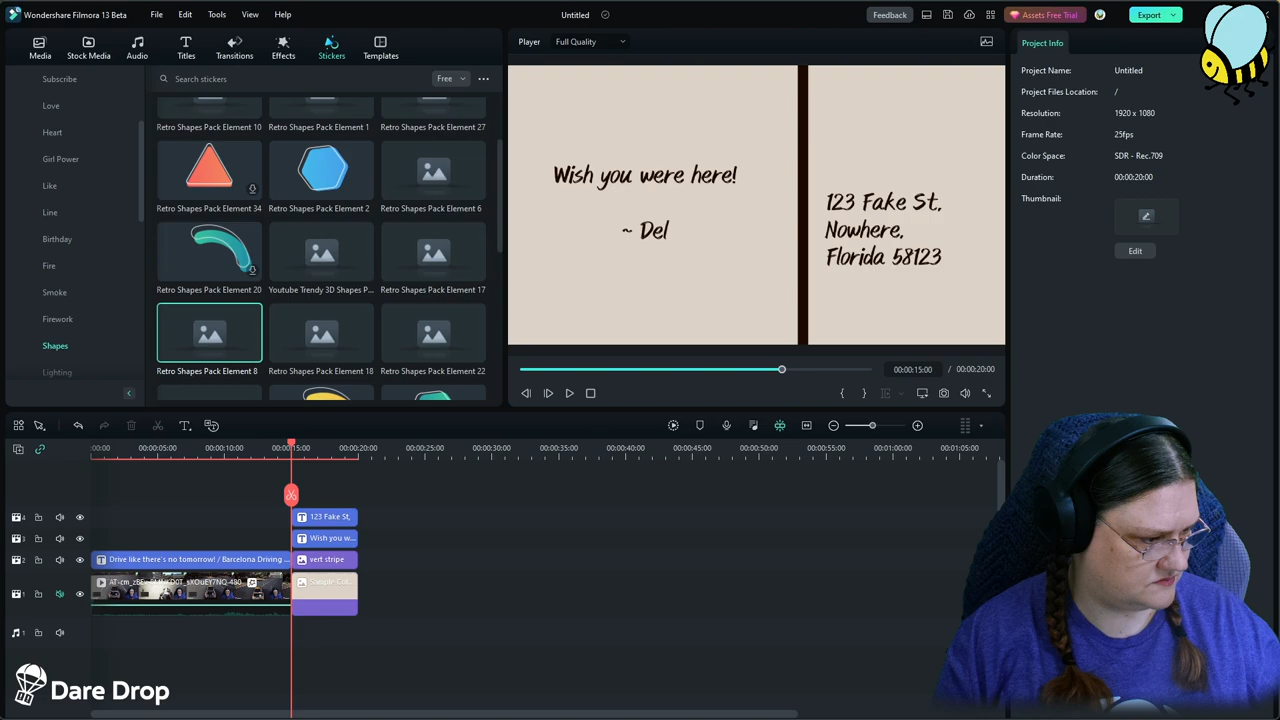 Wondershare Filmora 13 Beta
File
Edit
Tools
View
Help
Untitled
Feedback
Assets Free Trial
Export
Media
Stock Media
Audio
Titles
Transitions
Effects
Stickers
Templates
Subscribe
Love
Heart
Girl Power
Like
Line
Birthday
Fire
Smoke
Firework
Shapes
Lighting
Search stickers
Free
Retro Shapes Pack Element 10
Retro Shapes Pack Element 1
Retro Shapes Pack Element 27
Retro Shapes Pack Element 34
Retro Shapes Pack Element 2
Retro Shapes Pack Element 6
Retro Shapes Pack Element 20
Youtube Trendy 3D Shapes P...
Retro Shapes Pack Element 17
Retro Shapes Pack Element 8
Retro Shapes Pack Element 18
Retro Shapes Pack Element 22
Player
Full Quality
Wish you were here!
~ Del
123 Fake St,
Nowhere,
Florida 58123
00:00:15:00 / 00:00:20:00
Project Info
Project Name: Untitled
Project Files Location: /
Resolution: 1920 x 1080
Frame Rate: 25fps
Color Space: SDR - Rec.709
Duration: 00:00:20:00
Thumbnail:
Edit
:00:00
00:00:05:00
00:00:10:00
00:00:15:00
00:00:20:00
00:00:25:00
00:00:30:00
00:00:35:00
00:00:40:00
00:00:45:00
00:00:50:00
00:00:55:00
00:01:00:00
00:01:05:00
4
123 Fake St,
3
Wish you w...
2
Drive like there's no tomorrow! / Barcelona Driving ...
vert stripe
1
Sample Col...
1
Dare Drop